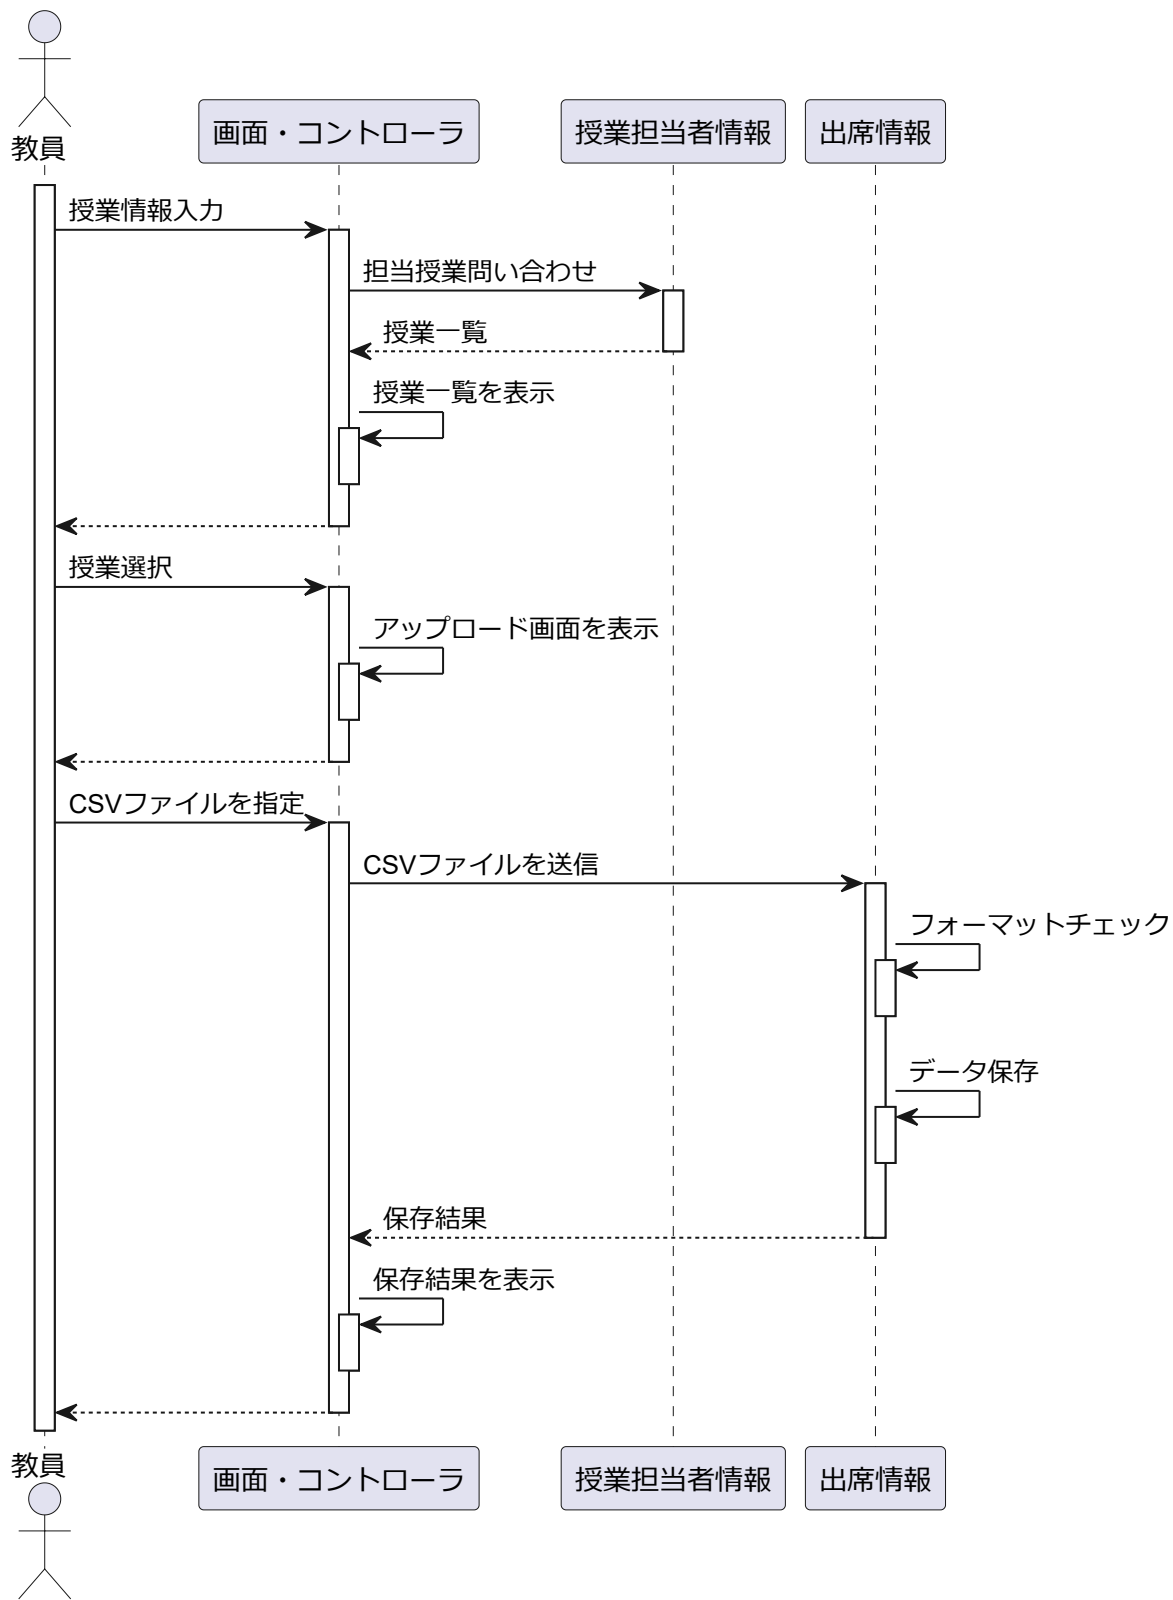 教員
画面・コントローラ
授業担当者情報
出席情報
授業情報入力
担当授業問い合わせ
授業一覧
授業一覧を表示
授業選択
アップロード画面を表示
CSVファイルを指定
CSVファイルを送信
フォーマットチェック
データ保存
保存結果
保存結果を表示
教員
画面・コントローラ
授業担当者情報
出席情報